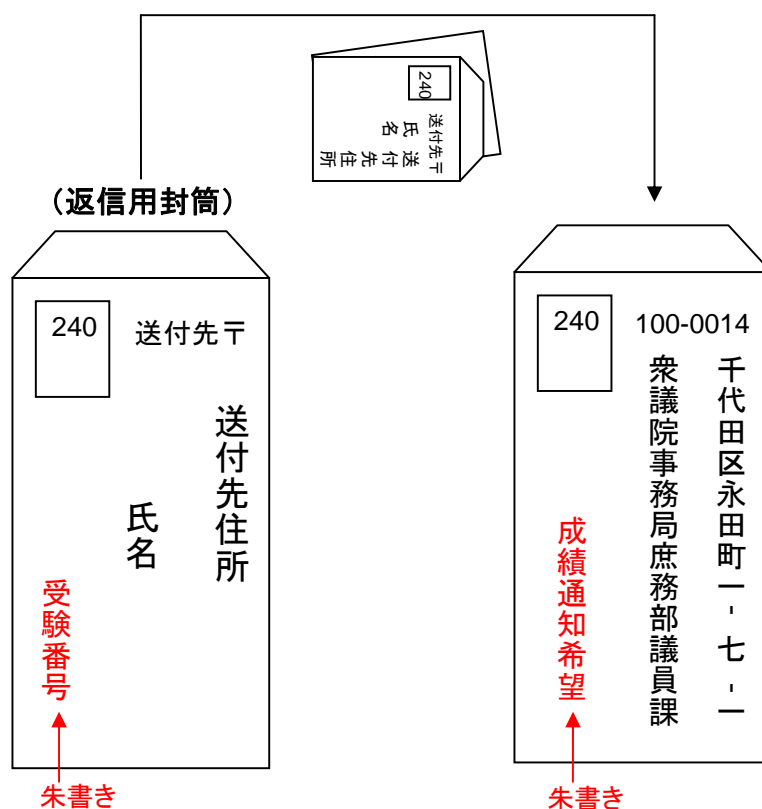 240
送付先〒
送付先住所
氏名
(返信用封筒)
240
送付先〒
送付先住所
氏名
受験番号
朱書き
240
100-0014
千代田区永田町一-七-一
衆議院事務局庶務部議員課
成績通知希望
朱書き